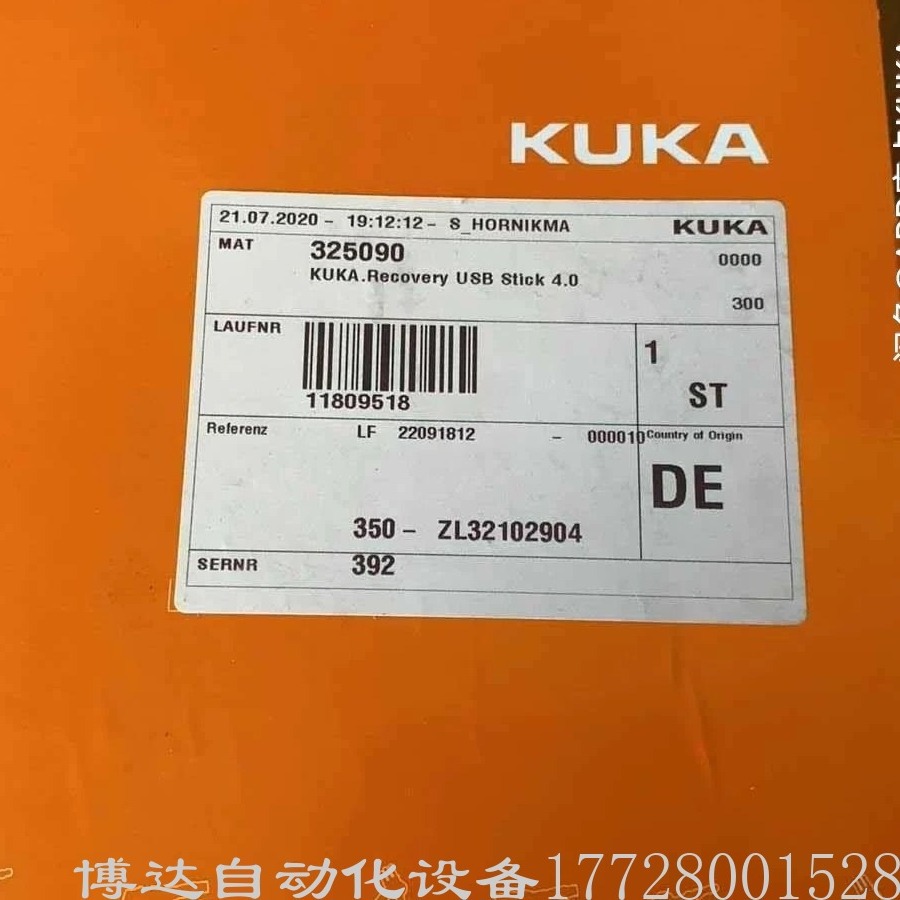 KUKA
21.07.2020 - 19:12:12 - S_HORNIKMA KUKA
MAT 325090 0000
KUKA.Recovery USB Stick 4.0
300
LAUFNR
1
ST
11809518
Referenz LF 22091812 - 000010 Country of Origin
DE
350 - ZL32102904
SERNR 392
博达自动化设备17728001528